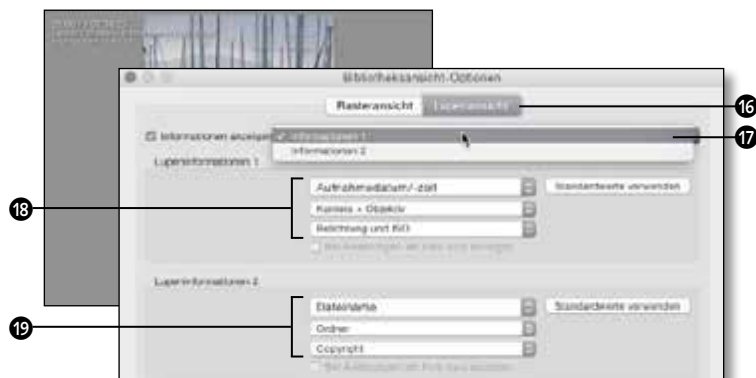 Bibliotheksansicht-Optionen
Rasteransicht Lupenansicht
16
Informationen anzeigen: ✓ Informationen 1
17
Informationen 2
Lupeninformationen 1
Aufnahmedatum/-zeit Standardwerte verwenden
18
Kamera + Objektiv
Belichtung und ISO
Lupeninformationen 2
Dateiname Standardwerte verwenden
19
Ordner
Copyright